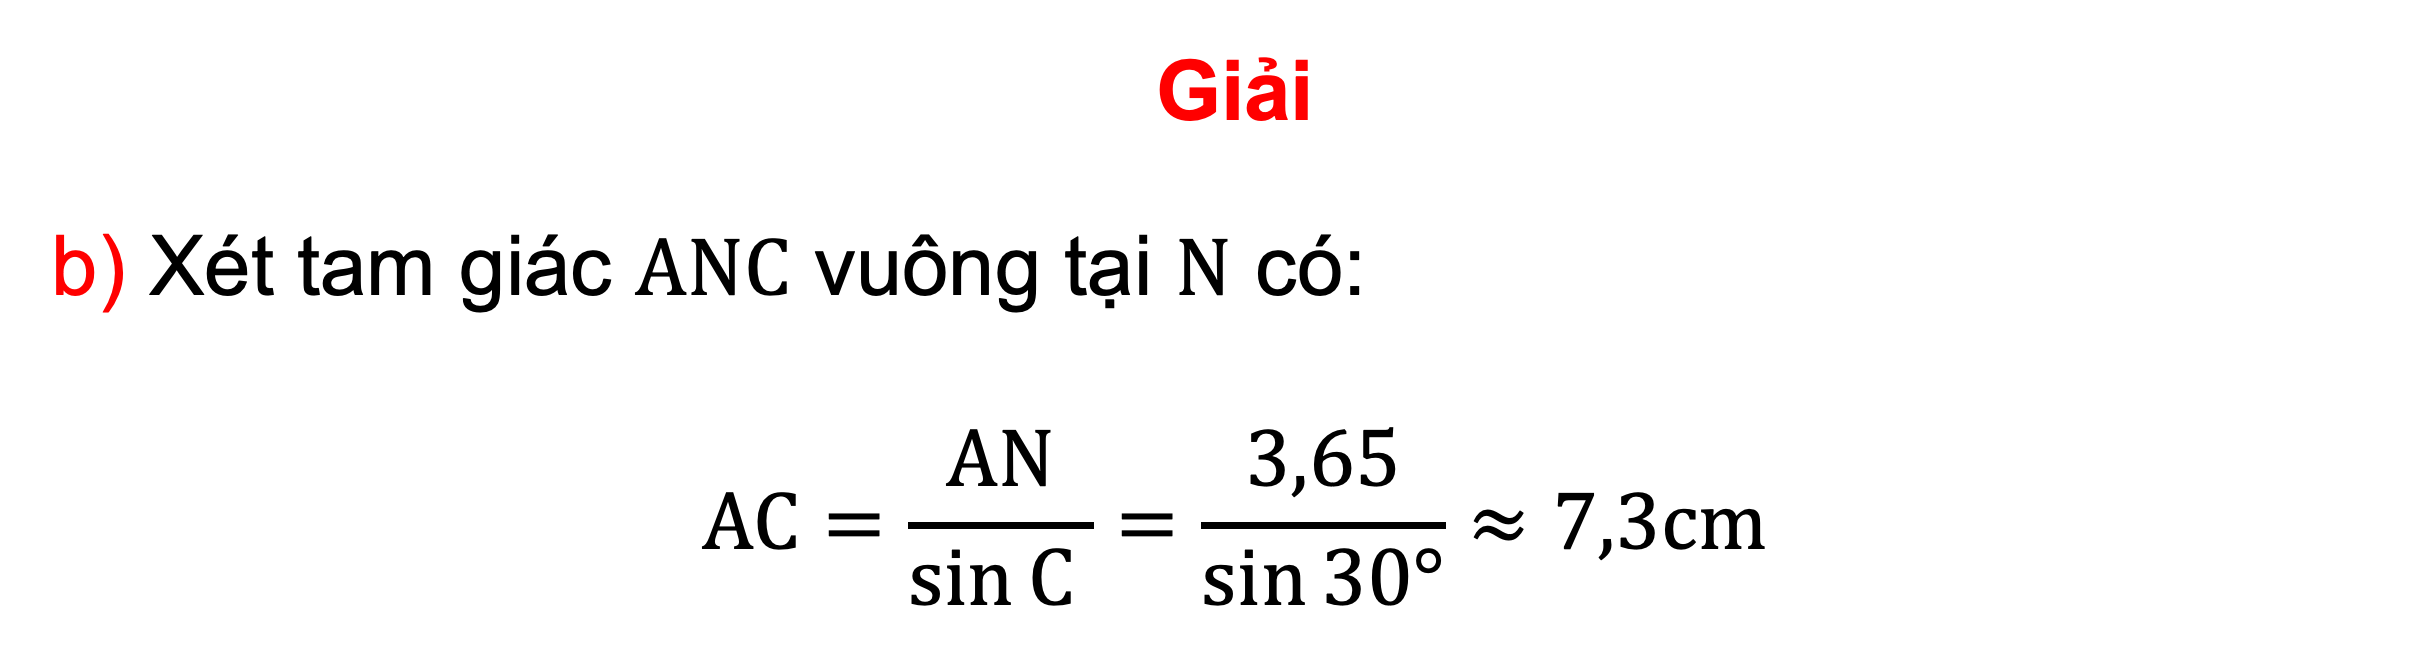 Giải
b) Xét tam giác ANC vuông tại N có:
AC = AN / sin C = 3,65 / sin 30° ≈ 7,3cm